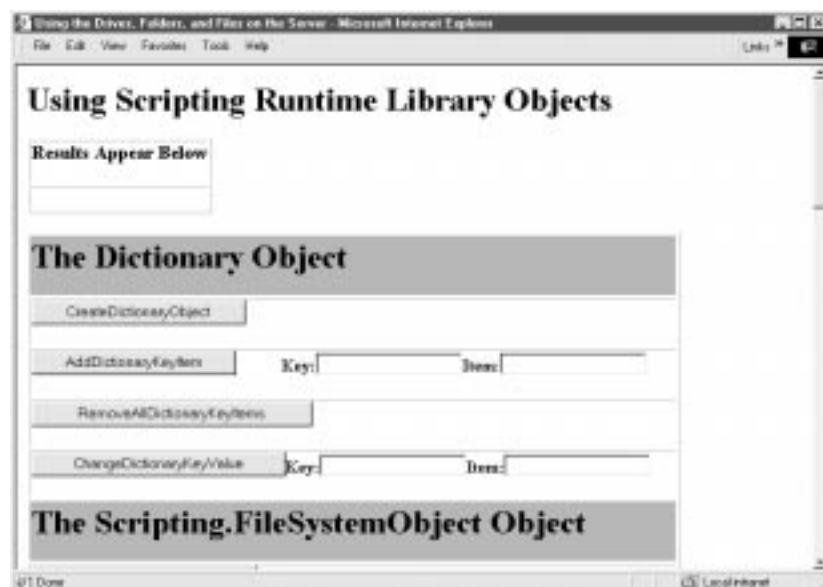 Using the Drives, Folders, and Files on the Server - Microsoft Internet Explorer
File Edit View Favorites Tools Help Links »
Using Scripting Runtime Library Objects
Results Appear Below
The Dictionary Object
CreateDictionaryObject
AddDictionaryKeyItem Key: Item:
RemoveAllDictionaryKeyItems
ChangeDictionaryKeyValue Key: Item:
The Scripting.FileSystemObject Object
Done Local intranet